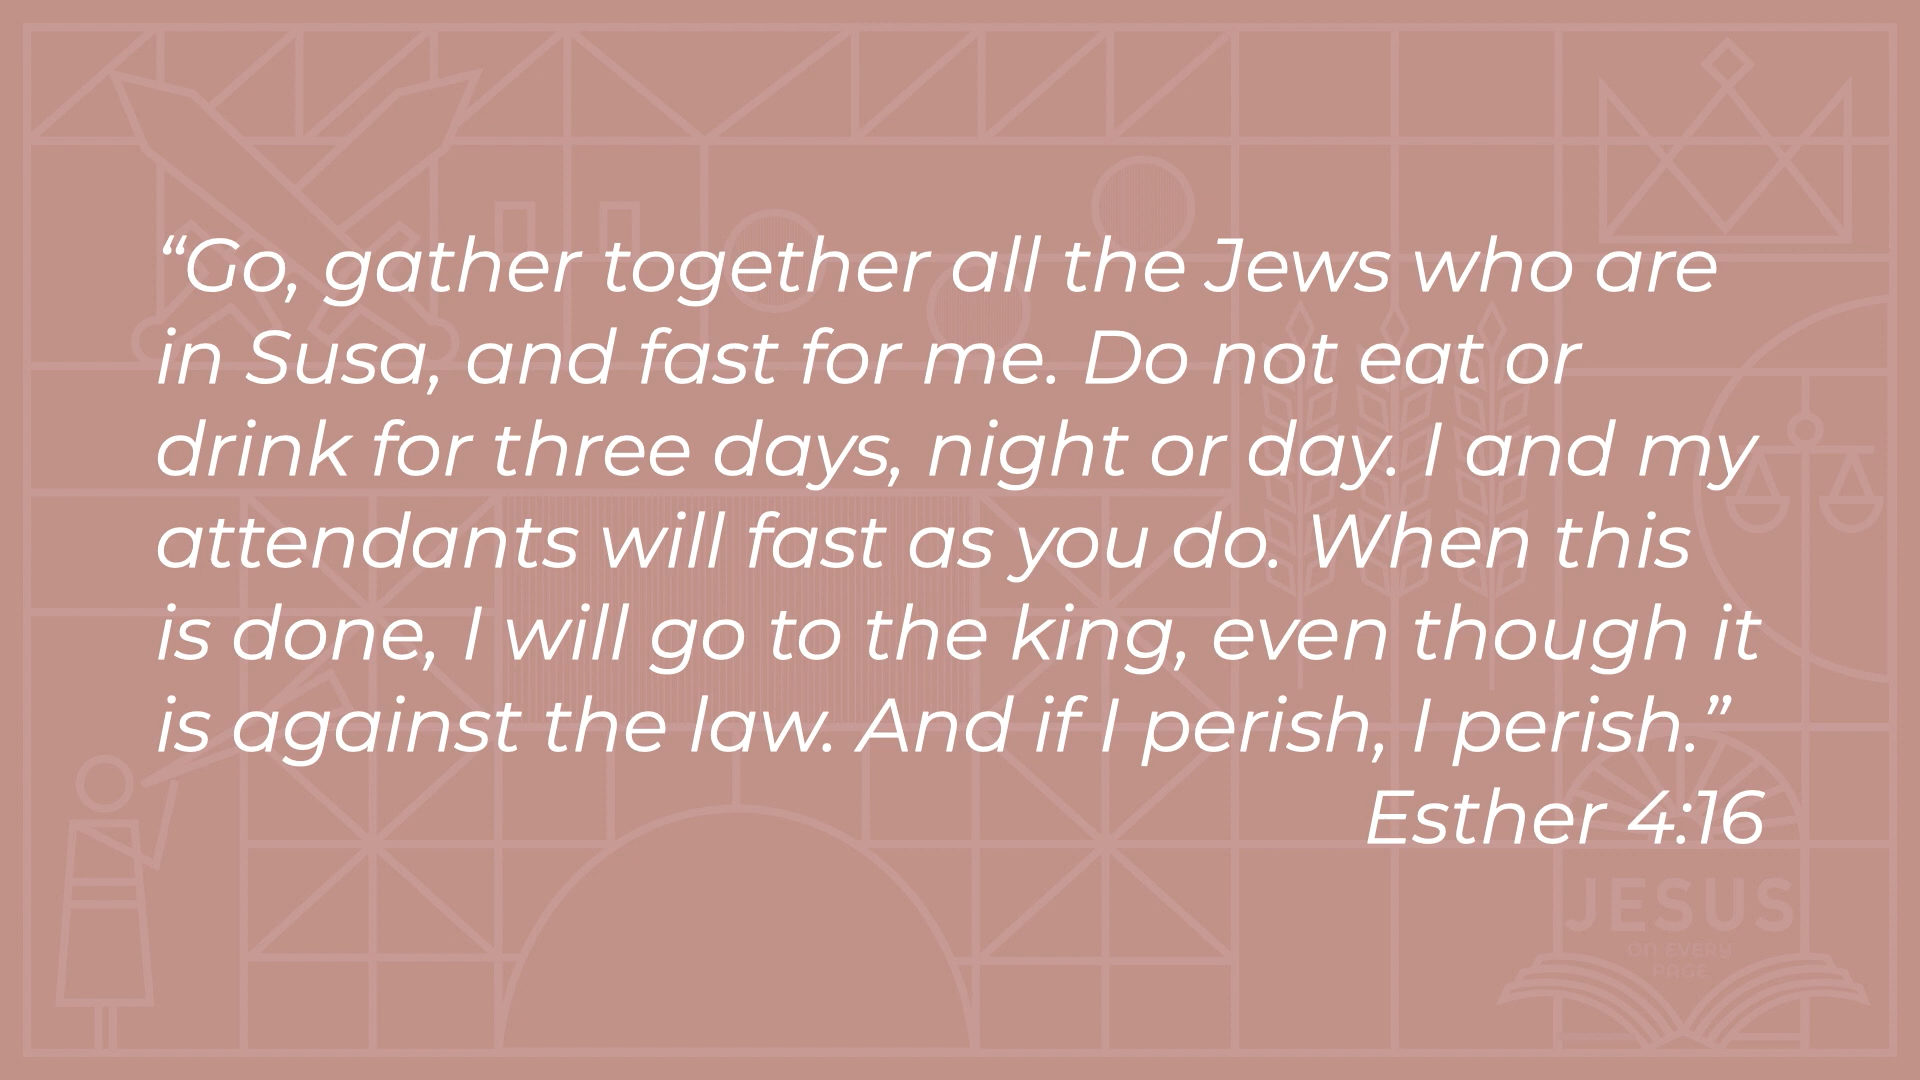 “Go, gather together all the Jews who are
in Susa, and fast for me. Do not eat or
drink for three days, night or day. I and my
attendants will fast as you do. When this
is done, I will go to the king, even though it
is against the law. And if I perish, I perish.”
Esther 4:16
JESUS
ON EVERY
PAGE